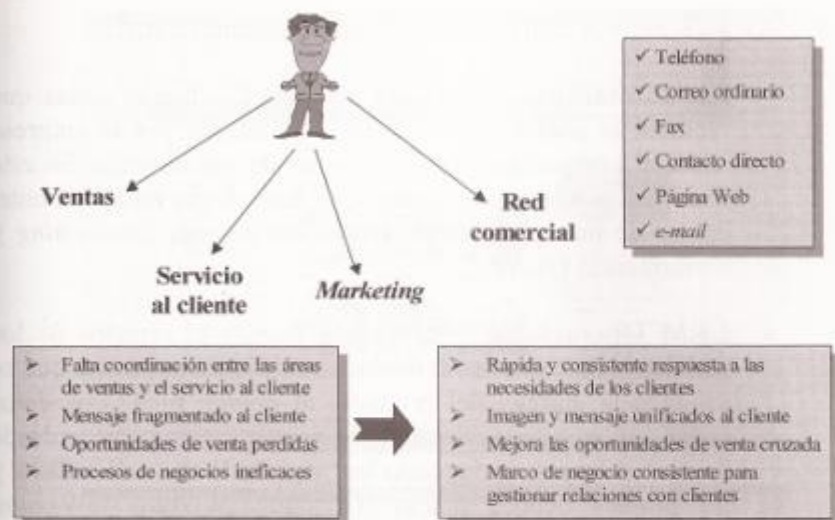 ✓ Teléfono
✓ Correo ordinario
✓ Fax
✓ Contacto directo
✓ Página Web
✓ e-mail
Ventas
Red
comercial
Servicio
al cliente
Marketing
➢ Falta coordinación entre las áreas
de ventas y el servicio al cliente
➢ Mensaje fragmentado al cliente
➢ Oportunidades de venta perdidas
➢ Procesos de negocios ineficaces
➢ Rápida y consistente respuesta a las
necesidades de los clientes
➢ Imagen y mensaje unificados al cliente
➢ Mejora las oportunidades de venta cruzada
➢ Marco de negocio consistente para
gestionar relaciones con clientes